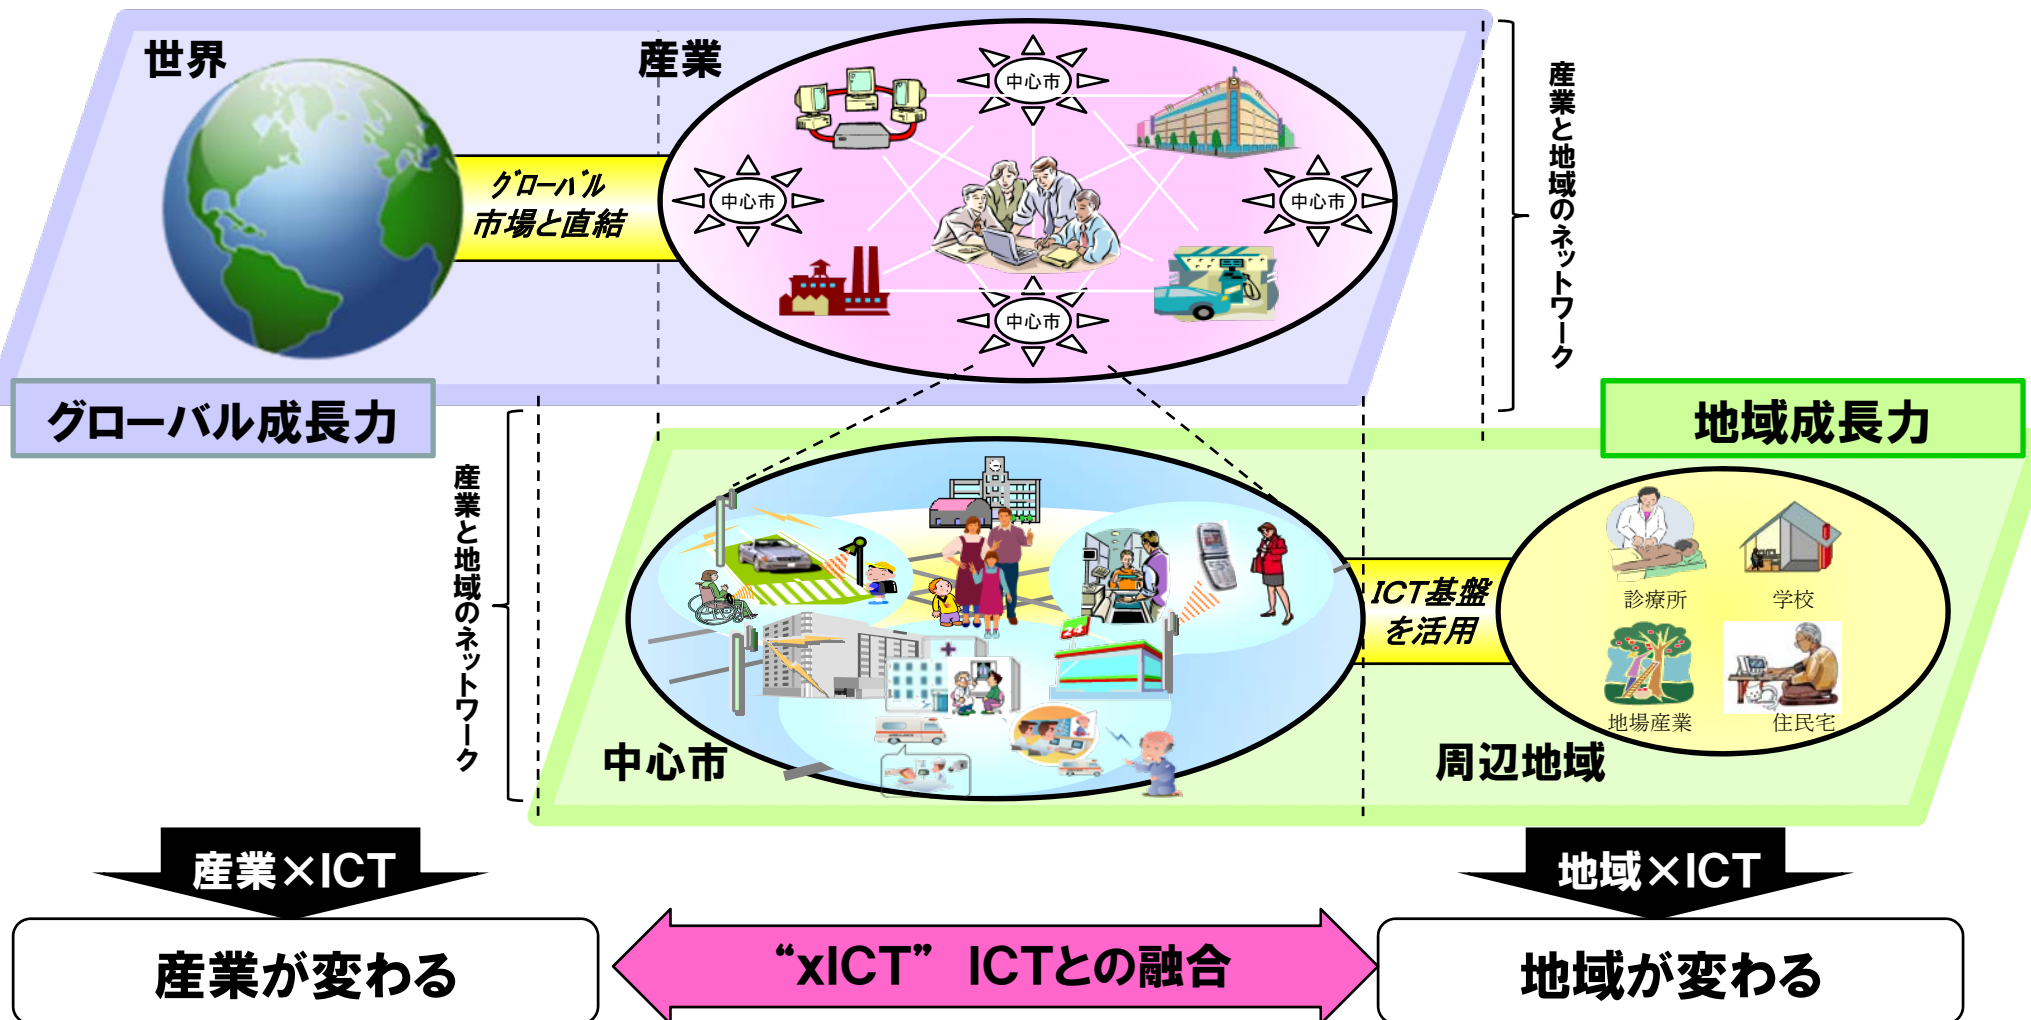 世界
産業
中心市
グローバル
市場と直結
中心市
中心市
中心市
産業と地域のネットワーク
グローバル成長力
地域成長力
産業と地域のネットワーク
24
ICT基盤
を活用
診療所
学校
地場産業
住民宅
中心市
周辺地域
産業×ICT
地域×ICT
産業が変わる
“xICT” ICTとの融合
地域が変わる